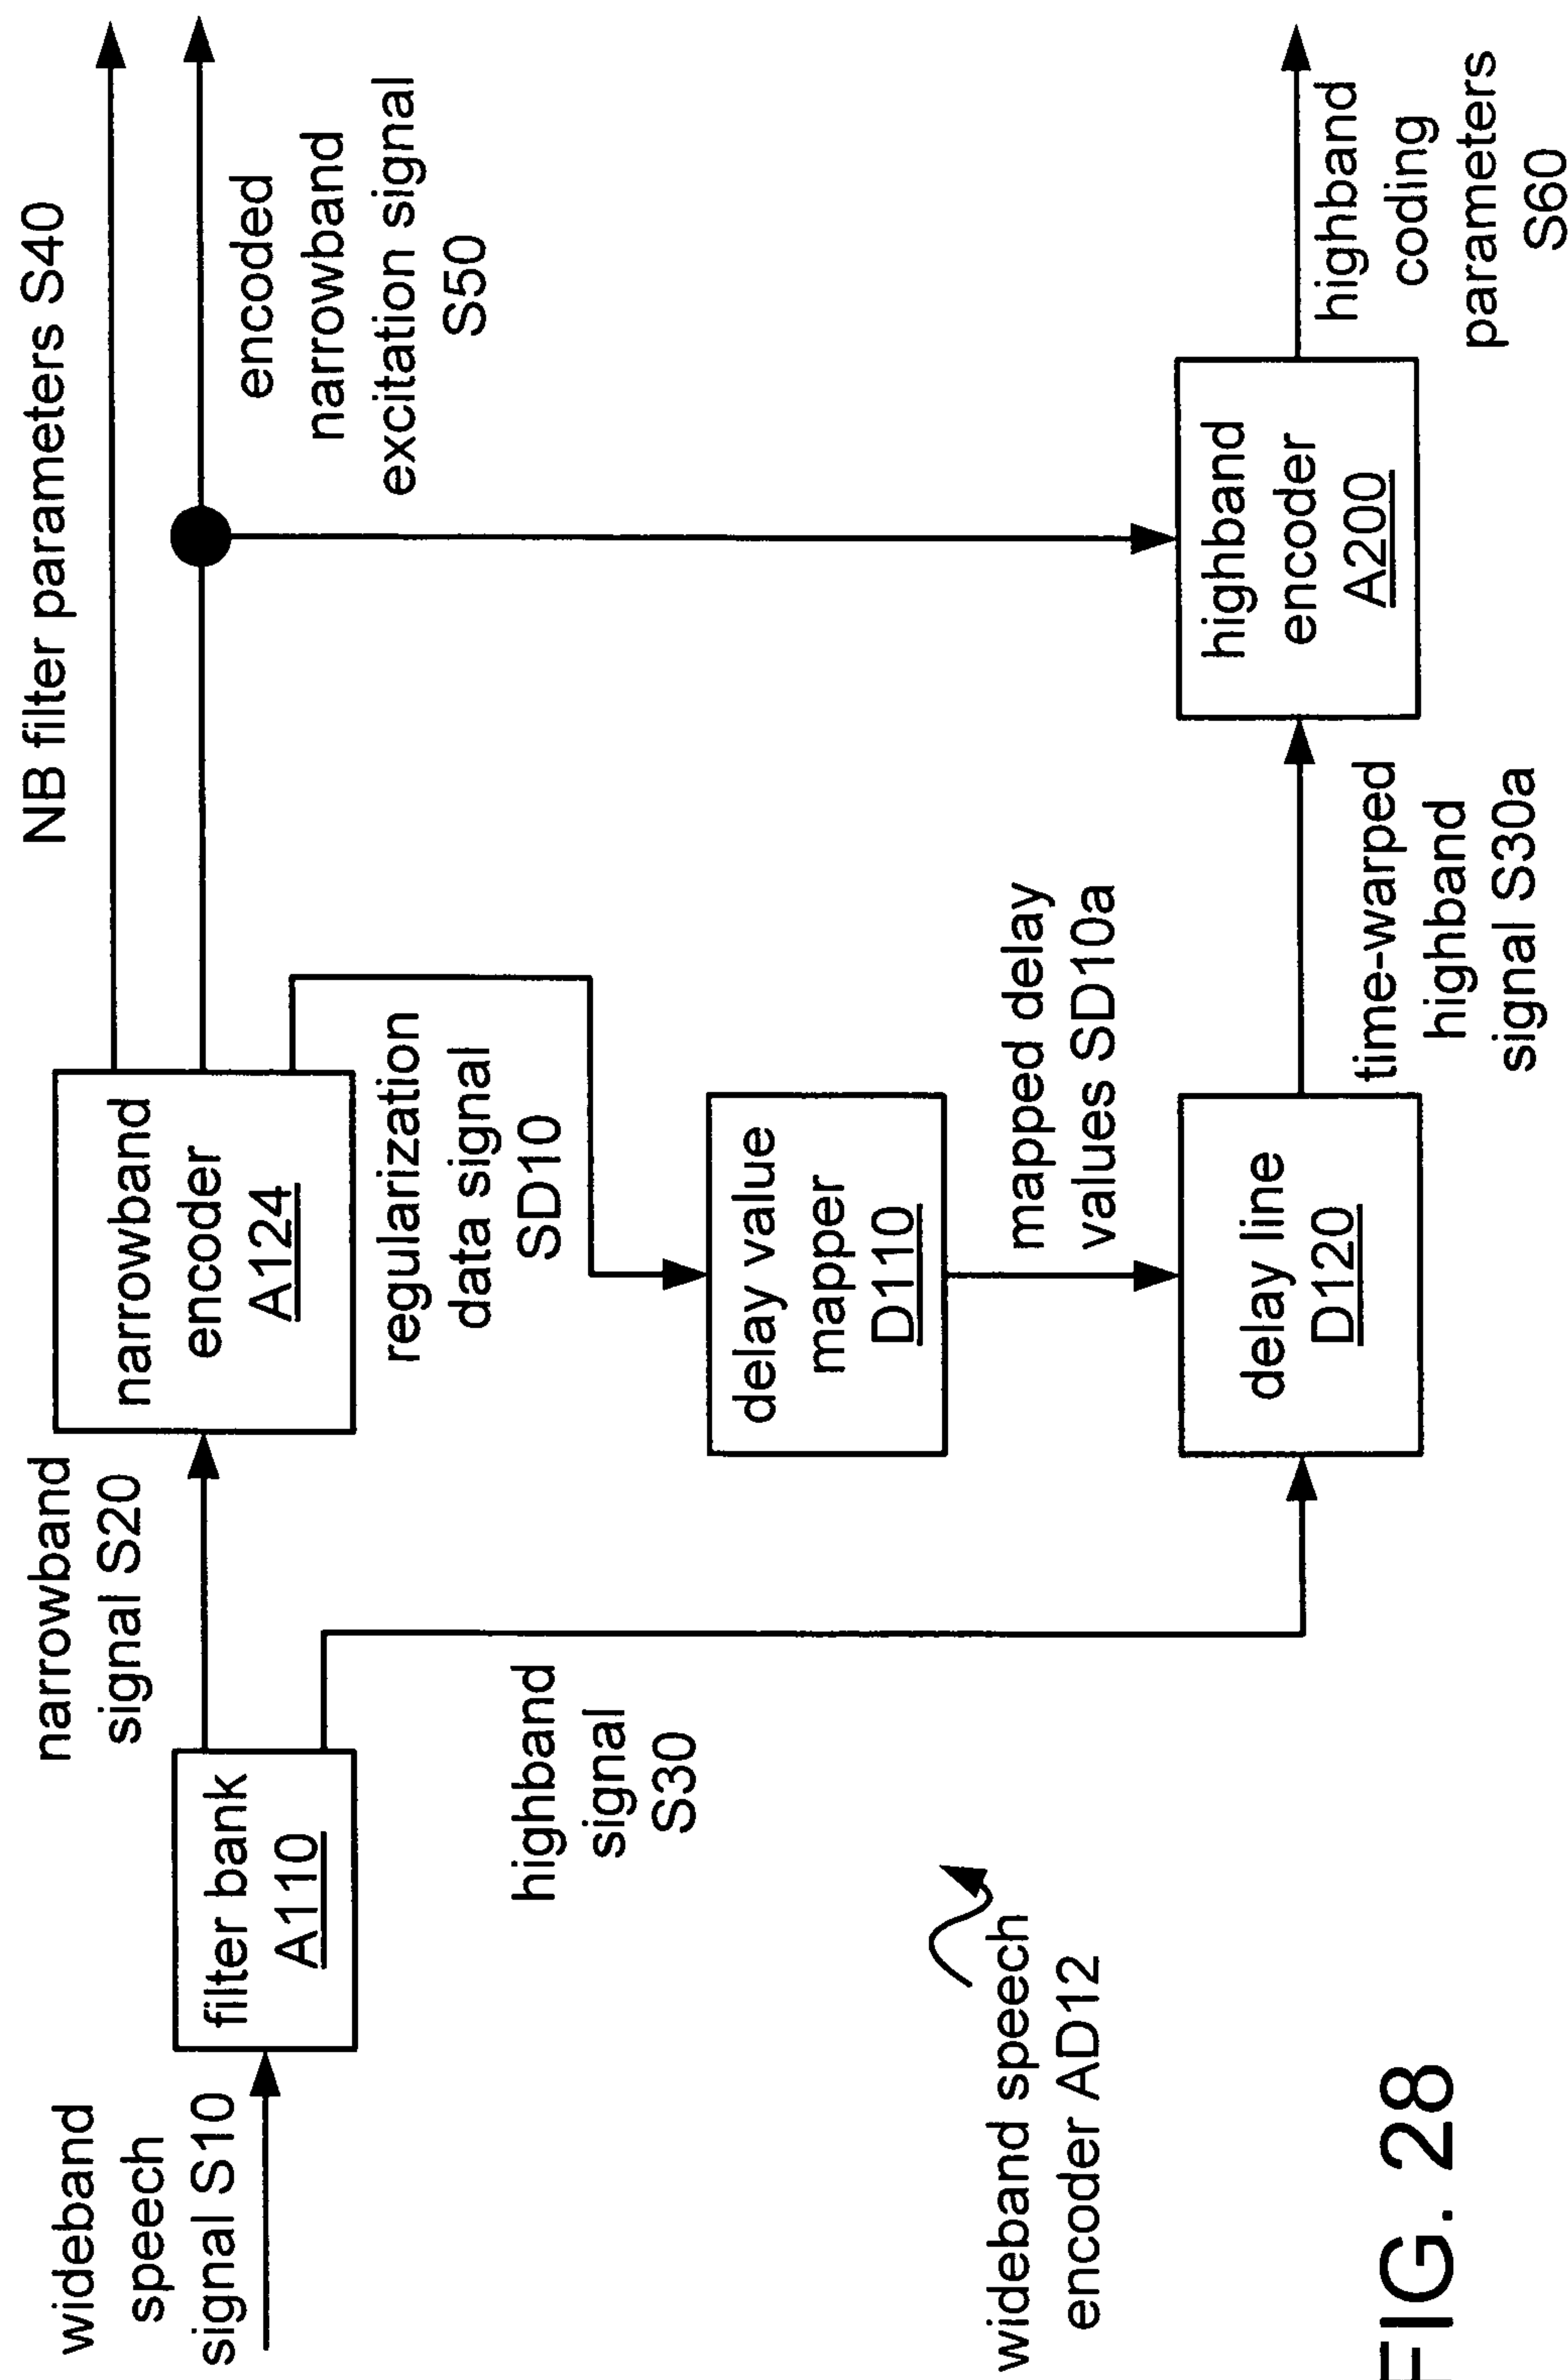 wideband
speech
signal S10
filter bank
A110
narrowband
signal S20
highband
signal
S30
narrowband
encoder
A124
NB filter parameters S40
encoded
narrowband
excitation signal
S50
regularization
data signal
SD10
delay value
mapper
D110
mapped delay
values SD10a
delay line
D120
time-warped
highband
signal S30a
highband
encoder
A200
highband
coding
parameters
S60
wideband speech
encoder AD12
FIG. 28